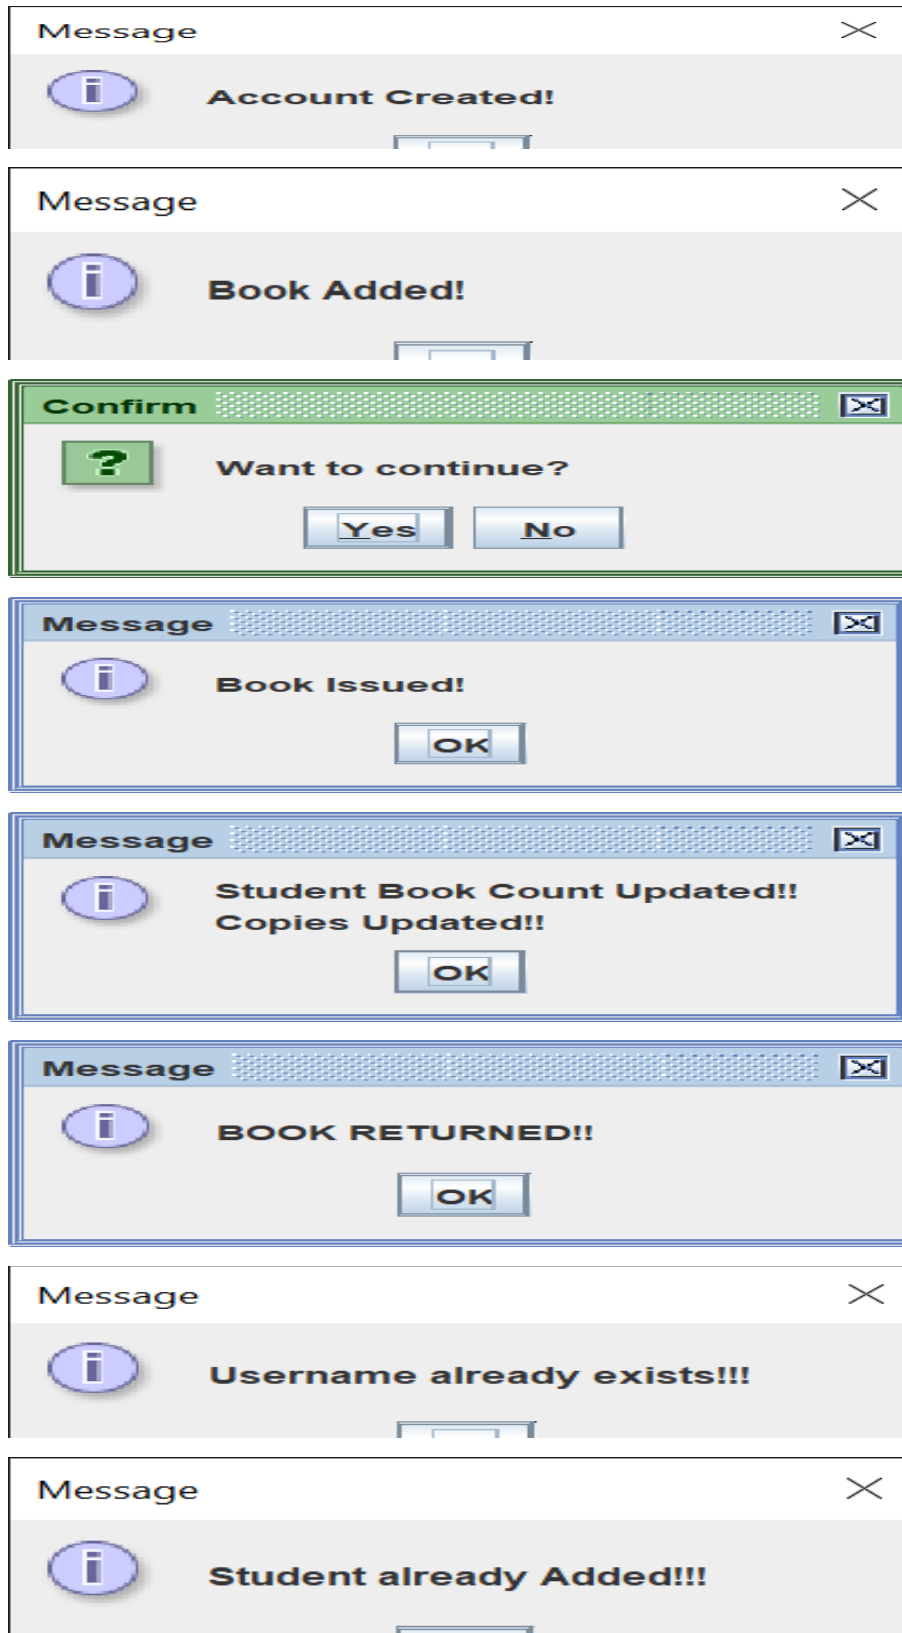 Message
Account Created!
Message
Book Added!
Confirm
Want to continue?
Yes No
Message
Book Issued!
OK
Message
Student Book Count Updated!!
Copies Updated!!
OK
Message
BOOK RETURNED!!
OK
Message
Username already exists!!!
Message
Student already Added!!!